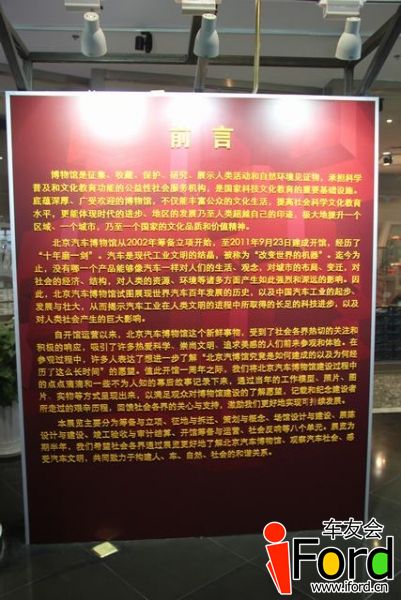 前言
博物馆是征集、收藏、保护、研究、展示人类活动和自然环境见证物，承担科学
普及和文化教育功能的公益性社会服务机构，是国家科技文化教育的重要基础设施。
底蕴深厚、广受欢迎的博物馆，不仅能丰富公众的文化生活，提高社会科学文化教育
水平，更能体现时代的进步、地区的发展乃至人类超越自己的印迹，极大地提升一个
区域、一个城市，乃至一个国家的文化品质和价值精神。
北京汽车博物馆从2002年筹备立项开始，至2011年9月23日建成开馆，经历了
“十年磨一剑”。汽车是现代工业文明的结晶，被称为“改变世界的机器”。迄今为
止，没有哪一个产品能够像汽车一样对人们的生活、观念，对城市的布局、变迁，对
社会的经济、结构，对人类的资源、环境等诸多方面产生如此强烈和深远的影响。因
此，北京汽车博物馆试图展现世界汽车百年发展的历史，以及中国汽车工业的起步、
发展与壮大，从而揭示汽车工业在人类文明的进程中所取得的长足的科技进步，以及
对人类社会产生的巨大影响。
自开馆运营以来，北京汽车博物馆这个新鲜事物，受到了社会各界热切的关注和
积极的响应，吸引了许多热爱科学、崇尚文明、追求美感的人们前来参观和体验。在
参观过程中，许多人表达了想进一步了解“北京汽车博物馆究竟是如何建成的以及为何经
历了这么长时间”的愿望。值此开馆一周年之际，我们将北京汽车博物馆建设过程中
的点点滴滴和一些不为人知的幕后故事记录下来，通过当年的工作模型、照片、图
片、实物等方式呈现出来，以满足观众对博物馆建设的了解愿望，记录和纪念建设者
所走过的艰辛历程，回馈社会各界的关心与支持，激励我们更好地实现可持续发展。
本展览主要分为筹备与立项、征地与拆迁、策划与概念、场馆设计与建设、展陈
设计与建设、竣工验收与审计结算、开馆筹备与运营、社会反响等八个单元。展览为
期半年，我们希望社会各界通过展览更好地了解北京汽车博物馆、观察汽车社会、感
受汽车文明，共同致力于构建人、车、自然、社会的和谐关系。
车友会
iFord
www.iford.cn